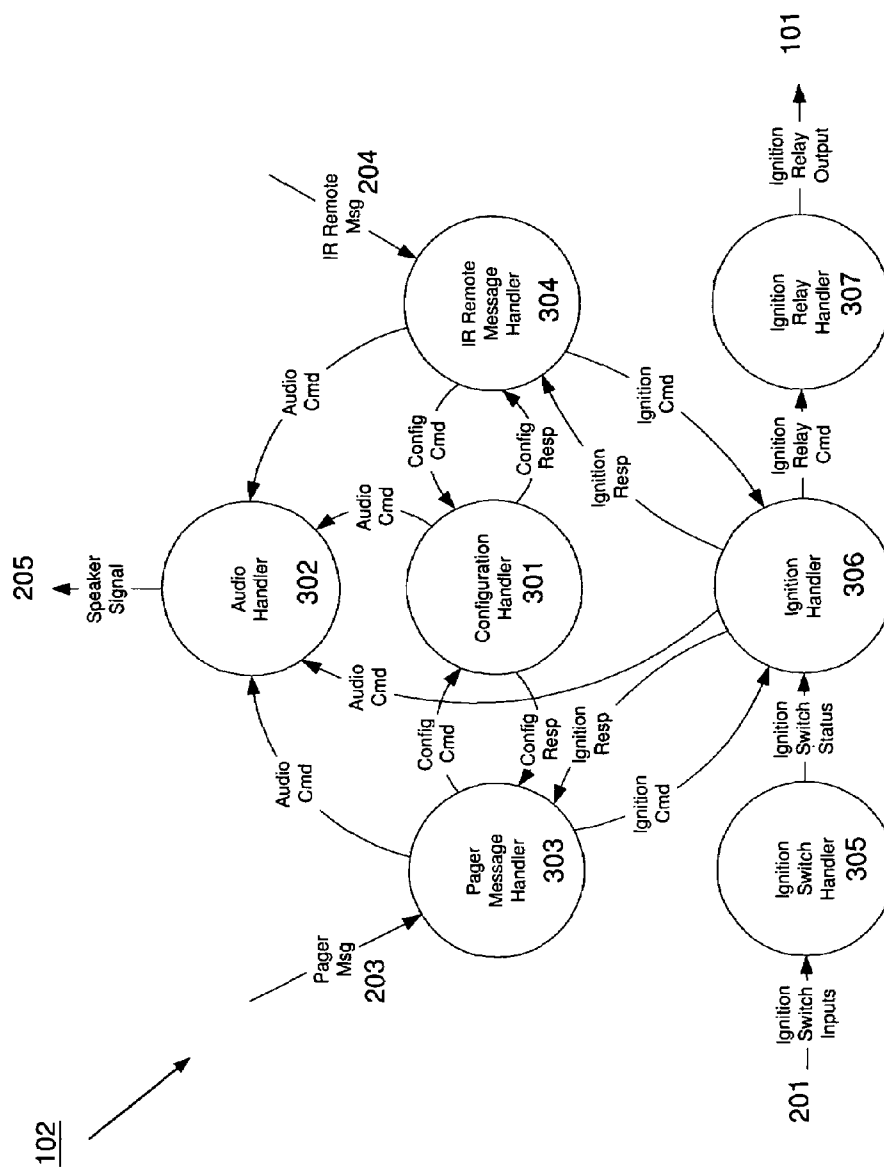 102
205
Speaker
Signal
Audio
Handler
302
Audio
Cmd
Audio
Cmd
Audio
Cmd
Audio
Cmd
Pager
Msg
203
IR Remote
Msg
204
Pager
Message
Handler
303
Config
Cmd
Config
Resp
Configuration
Handler
301
Config
Cmd
Config
Resp
IR Remote
Message
Handler
304
Ignition
Resp
Ignition
Cmd
Ignition
Resp
Ignition
Cmd
201
Ignition
Switch
Inputs
Ignition
Switch
Handler
305
Ignition
Switch
Status
Ignition
Handler
306
Ignition
Relay
Cmd
Ignition
Relay
Handler
307
Ignition
Relay
Output
101